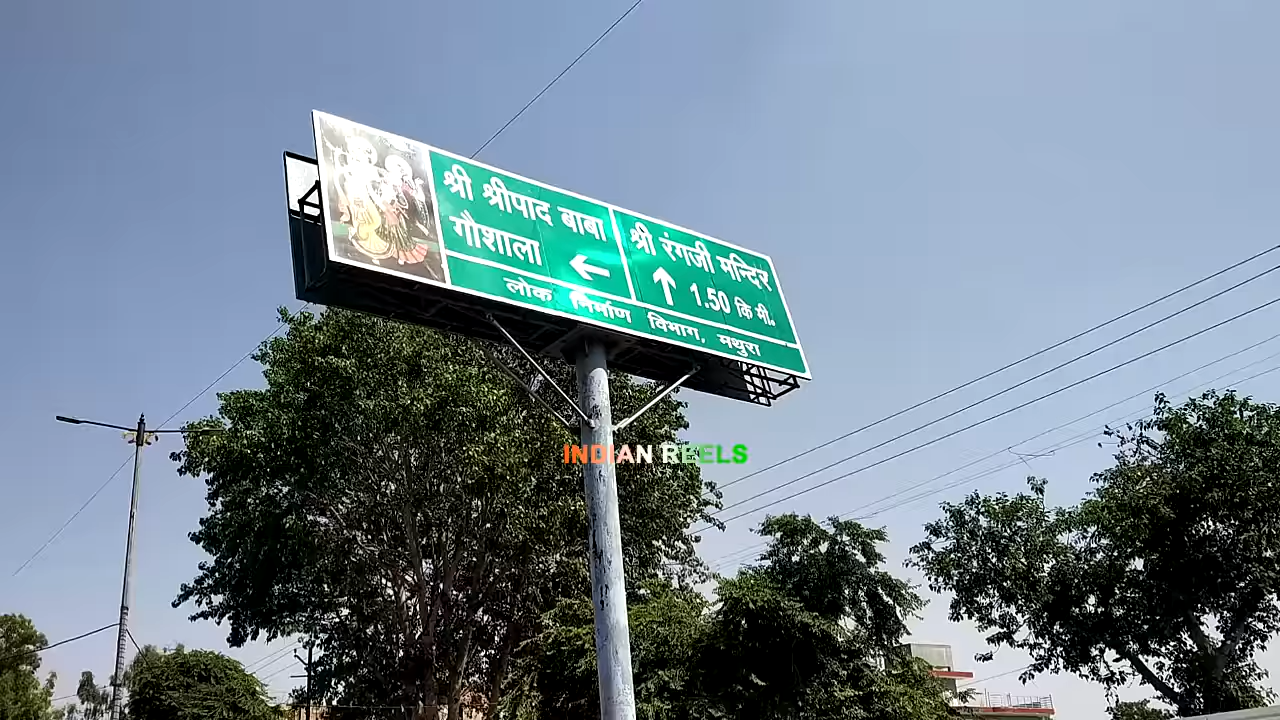 श्री श्रीपाद बाबा
गौशाला ←
श्री रंगजी मन्दिर
↑ 1.50 कि मी.
लोक निर्माण विभाग, मथुरा
INDIAN REELS